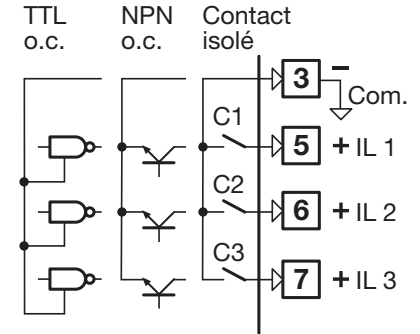 TTL o.c.
NPN o.c.
Contact isolé
3 − Com.
C1 5 + IL 1
C2 6 + IL 2
C3 7 + IL 3